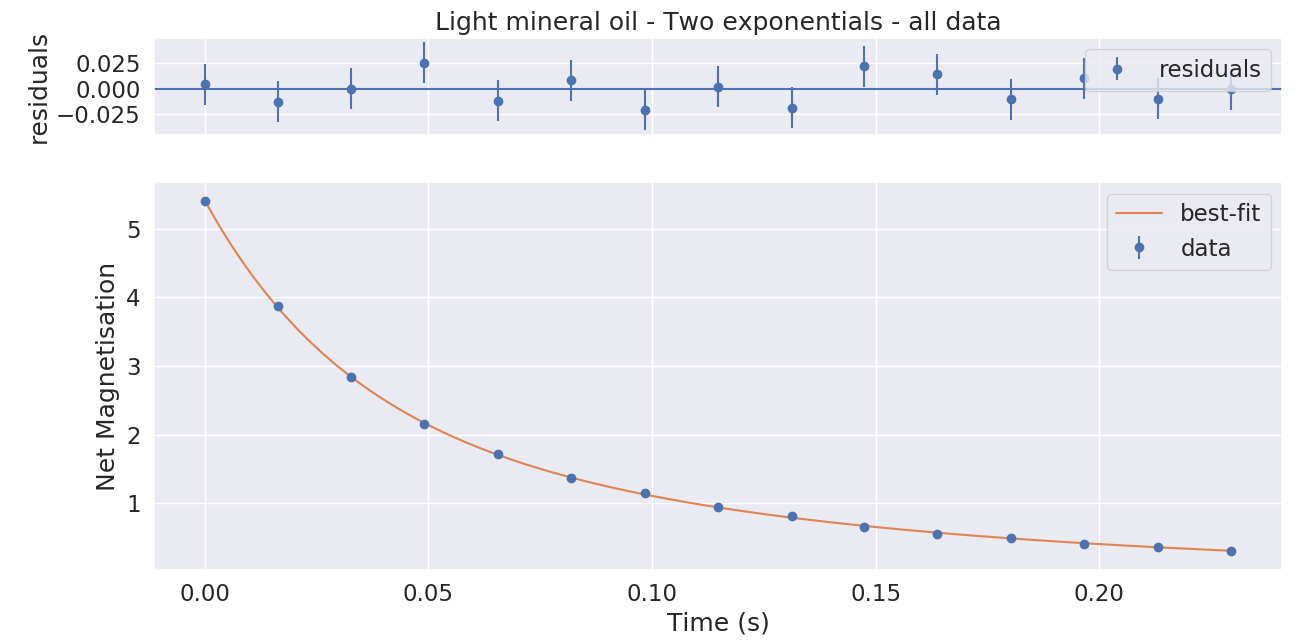 Light mineral oil - Two exponentials - all data
residuals
0.025
0.000
−0.025
residuals
Net Magnetisation
5
4
3
2
1
best-fit
data
0.00 0.05 0.10 0.15 0.20
Time (s)